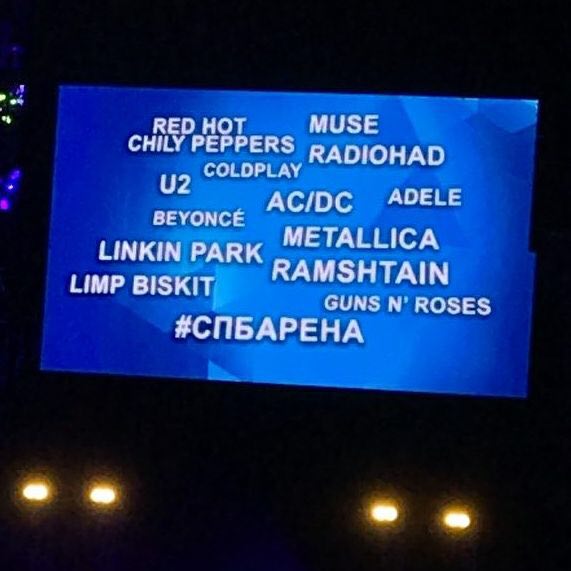 RED HOT
CHILY PEPPERS
MUSE
RADIOHAD
COLDPLAY
U2
AC/DC
ADELE
BEYONCÉ
METALLICA
LINKIN PARK
RAMSHTAIN
LIMP BISKIT
GUNS N' ROSES
#СПБАРЕНА